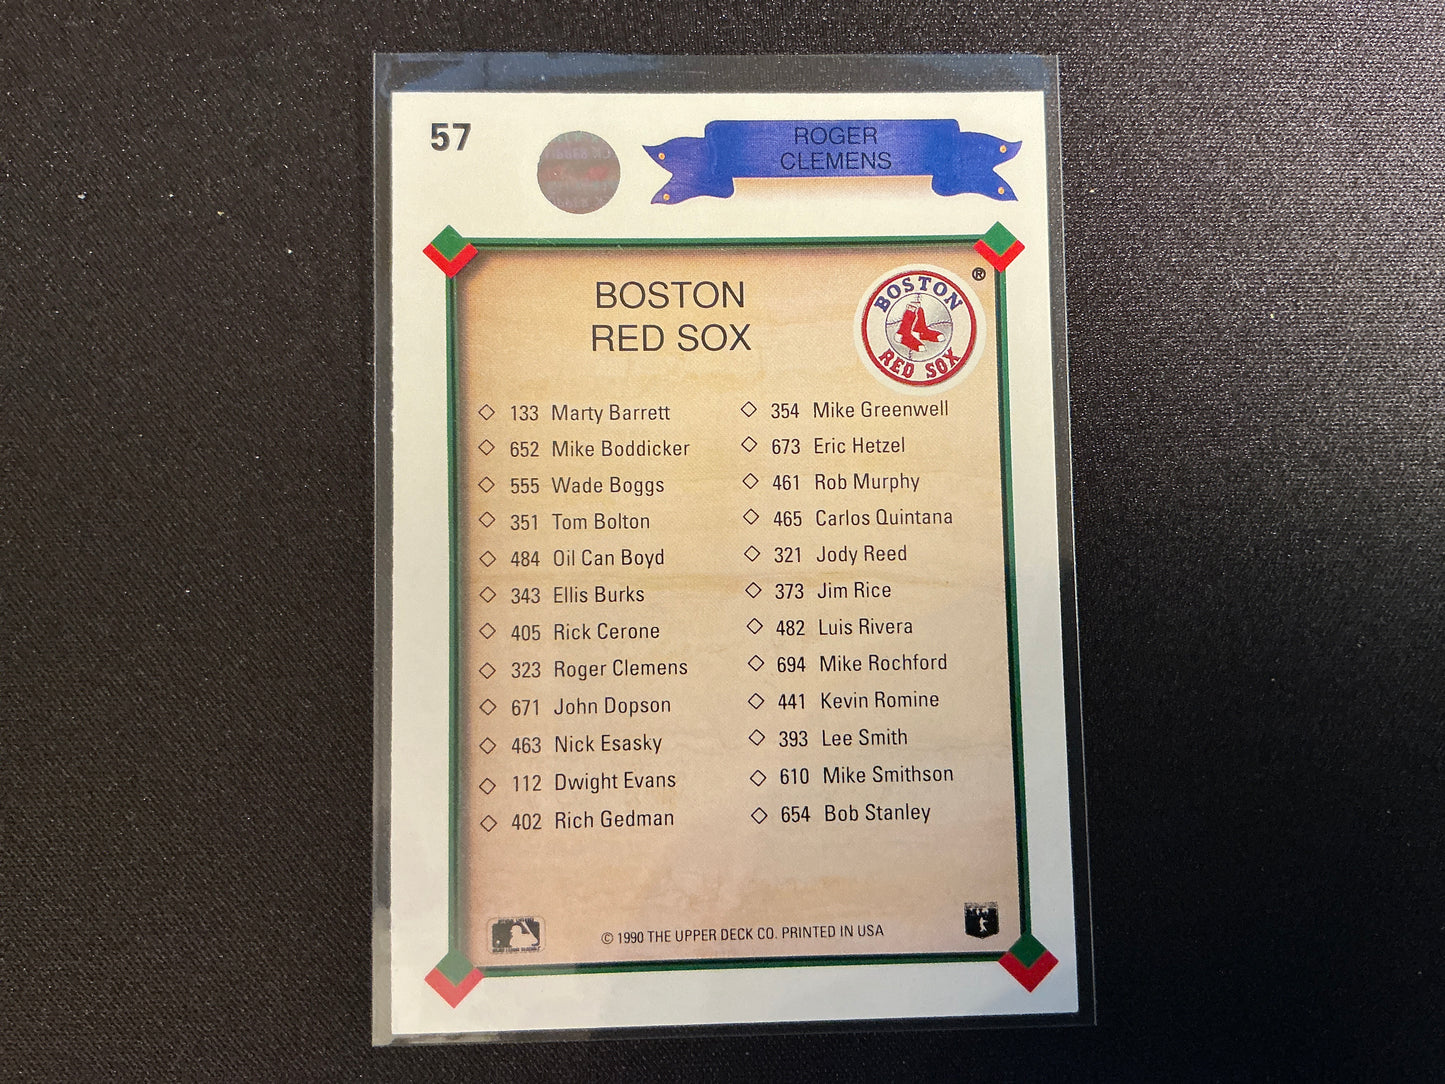 57
ROGER
CLEMENS
BOSTON
RED SOX
®
BOSTON
RED SOX
133 Marty Barrett
652 Mike Boddicker
555 Wade Boggs
351 Tom Bolton
484 Oil Can Boyd
343 Ellis Burks
405 Rick Cerone
323 Roger Clemens
671 John Dopson
463 Nick Esasky
112 Dwight Evans
402 Rich Gedman
354 Mike Greenwell
673 Eric Hetzel
461 Rob Murphy
465 Carlos Quintana
321 Jody Reed
373 Jim Rice
482 Luis Rivera
694 Mike Rochford
441 Kevin Romine
393 Lee Smith
610 Mike Smithson
654 Bob Stanley
© 1990 THE UPPER DECK CO. PRINTED IN USA